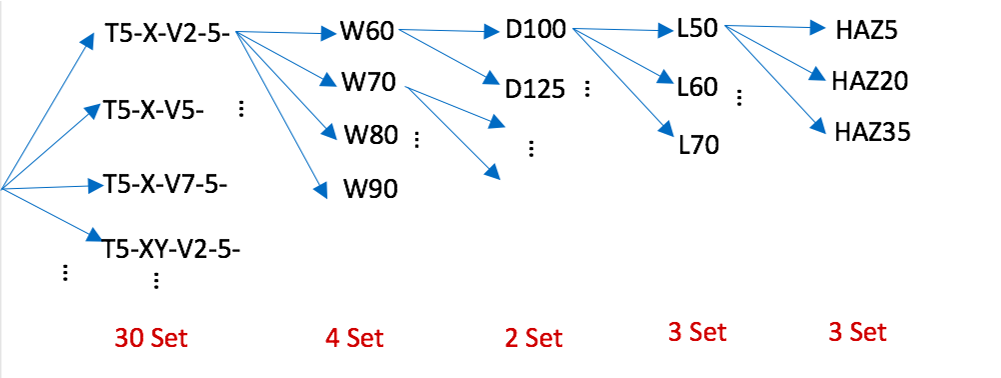 T5-X-V2-5- W60 D100 L50 HAZ5
W70 D125 L60 HAZ20
T5-X-V5- W80 L70 HAZ35
T5-X-V7-5- W90
T5-XY-V2-5-
30 Set 4 Set 2 Set 3 Set 3 Set